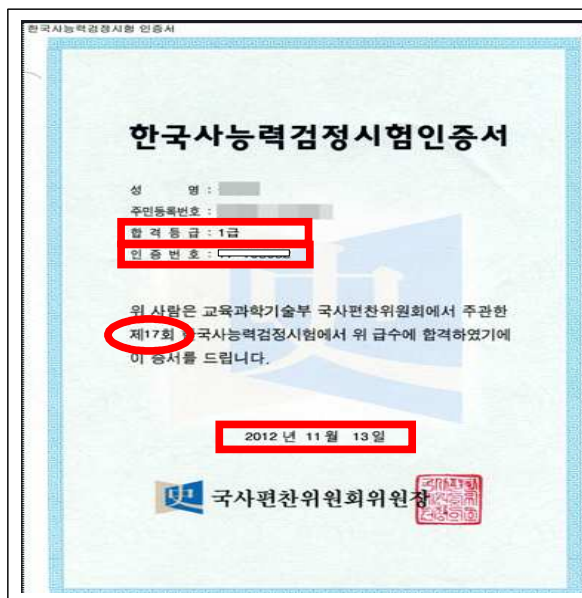 한국사능력검정시험 인증서
한국사능력검정시험인증서
성 명 :
주민등록번호 :
합 격 등 급 : 1급
인 증 번 호 :
위 사람은 교육과학기술부 국사편찬위원회에서 주관한
제17회 한국사능력검정시험에서 위 급수에 합격하였기에
이 증서를 드립니다.
2012 년 11 월 13 일
史 국사편찬위원회위원장